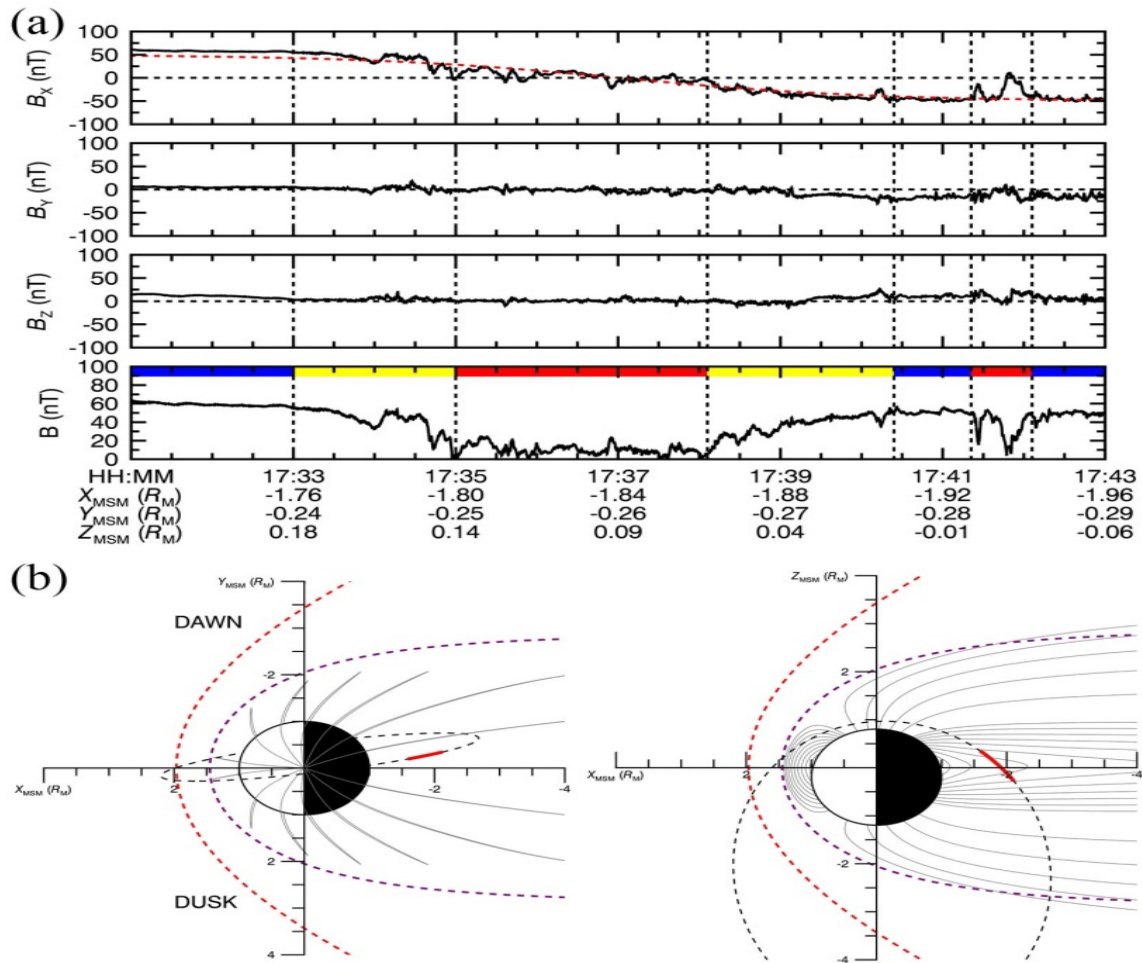 (a)
100
50
0
-50
-100
B_X (nT)
100
50
0
-50
-100
B_Y (nT)
100
50
0
-50
-100
B_Z (nT)
100
80
60
40
20
0
B (nT)
HH:MM 17:33 17:35 17:37 17:39 17:41 17:43
X_MSM (R_M) -1.76 -1.80 -1.84 -1.88 -1.92 -1.96
Y_MSM (R_M) -0.24 -0.25 -0.26 -0.27 -0.28 -0.29
Z_MSM (R_M) 0.18 0.14 0.09 0.04 -0.01 -0.06
(b)
Y_MSM (R_M)
DAWN
-2
X_MSM (R_M) 2 -2 -4
2
DUSK
4
Z_MSM (R_M)
2
X_MSM (R_M) 2 -2 -4
-2
-4